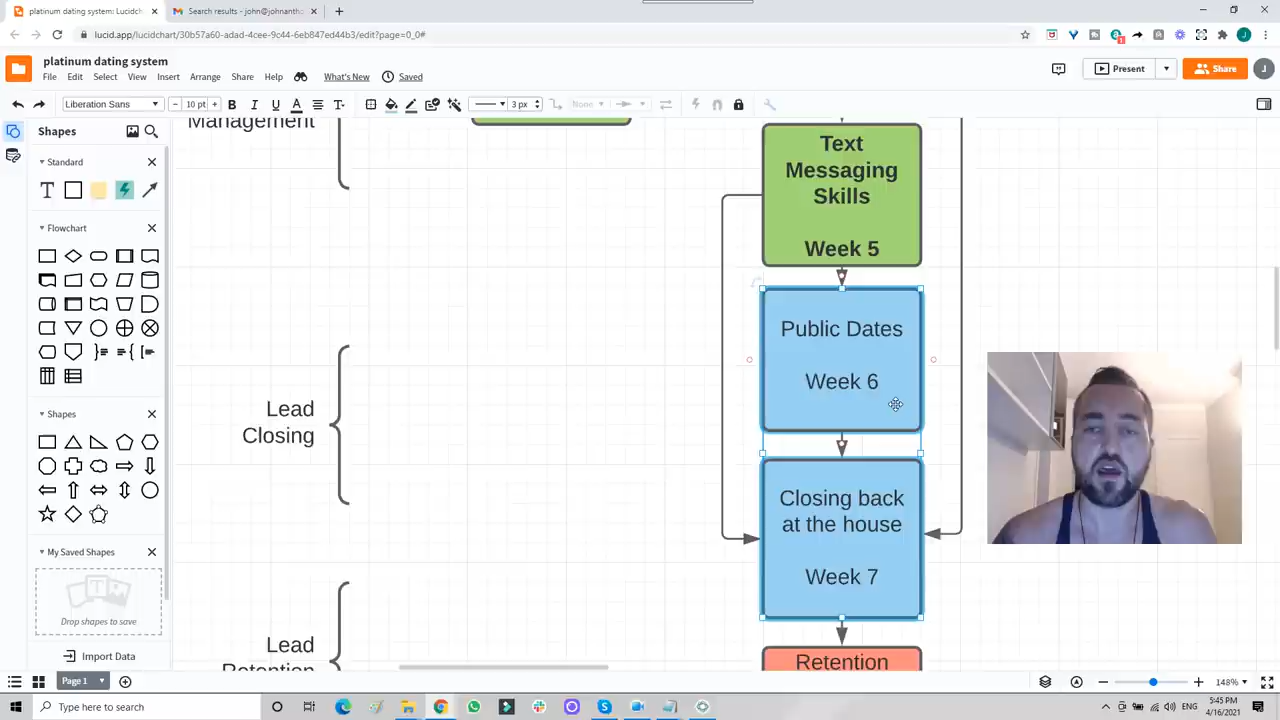 platinum dating system: Lucidch
Search results - john@johnantho
lucid.app/lucidchart/30b57a60-adad-4cee-9c44-6eb847ed44b3/edit?page=0_0#
platinum dating system
File Edit Select View Insert Arrange Share Help What's New Saved
Present
Share
J
Liberation Sans
10 pt
3 px
None
Shapes
Standard
Flowchart
Shapes
My Saved Shapes
Drop shapes to save
Import Data
Management
Text
Messaging
Skills
Week 5
Public Dates
Week 6
Lead
Closing
Closing back
at the house
Week 7
Lead
Retention
Retention
Page 1
148%
Type here to search
ENG
5:45 PM
4/16/2021